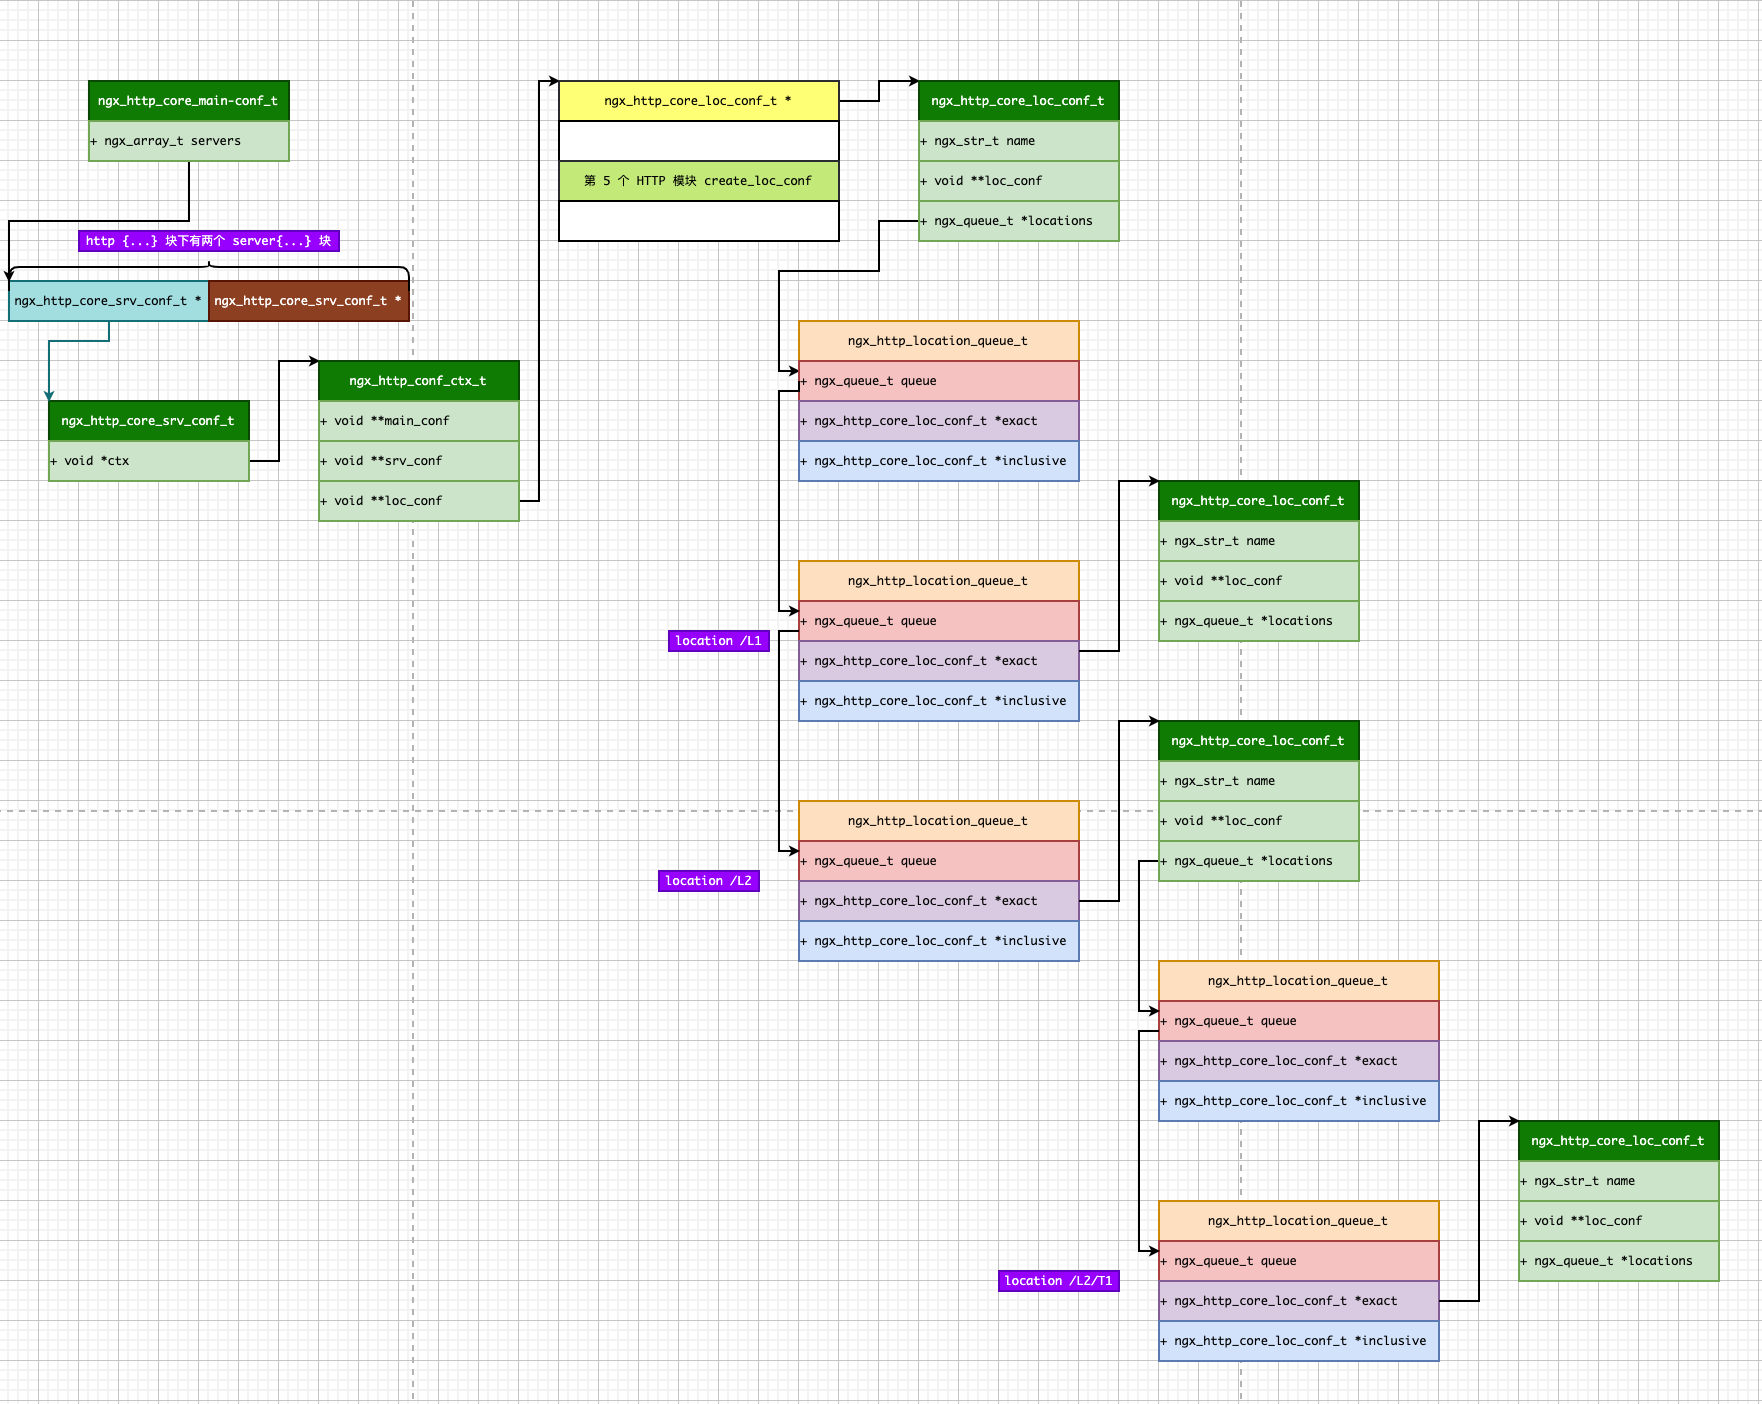 ngx_http_core_main-conf_t
+ ngx_array_t servers
http {...} 块下有两个 server{...} 块
ngx_http_core_srv_conf_t *
ngx_http_core_srv_conf_t *
ngx_http_core_srv_conf_t
+ void *ctx
ngx_http_conf_ctx_t
+ void **main_conf
+ void **srv_conf
+ void **loc_conf
ngx_http_core_loc_conf_t *
第 5 个 HTTP 模块 create_loc_conf
ngx_http_core_loc_conf_t
+ ngx_str_t name
+ void **loc_conf
+ ngx_queue_t *locations
ngx_http_location_queue_t
+ ngx_queue_t queue
+ ngx_http_core_loc_conf_t *exact
+ ngx_http_core_loc_conf_t *inclusive
location /L1
ngx_http_location_queue_t
+ ngx_queue_t queue
+ ngx_http_core_loc_conf_t *exact
+ ngx_http_core_loc_conf_t *inclusive
ngx_http_core_loc_conf_t
+ ngx_str_t name
+ void **loc_conf
+ ngx_queue_t *locations
location /L2
ngx_http_location_queue_t
+ ngx_queue_t queue
+ ngx_http_core_loc_conf_t *exact
+ ngx_http_core_loc_conf_t *inclusive
ngx_http_core_loc_conf_t
+ ngx_str_t name
+ void **loc_conf
+ ngx_queue_t *locations
ngx_http_location_queue_t
+ ngx_queue_t queue
+ ngx_http_core_loc_conf_t *exact
+ ngx_http_core_loc_conf_t *inclusive
location /L2/T1
ngx_http_location_queue_t
+ ngx_queue_t queue
+ ngx_http_core_loc_conf_t *exact
+ ngx_http_core_loc_conf_t *inclusive
ngx_http_core_loc_conf_t
+ ngx_str_t name
+ void **loc_conf
+ ngx_queue_t *locations